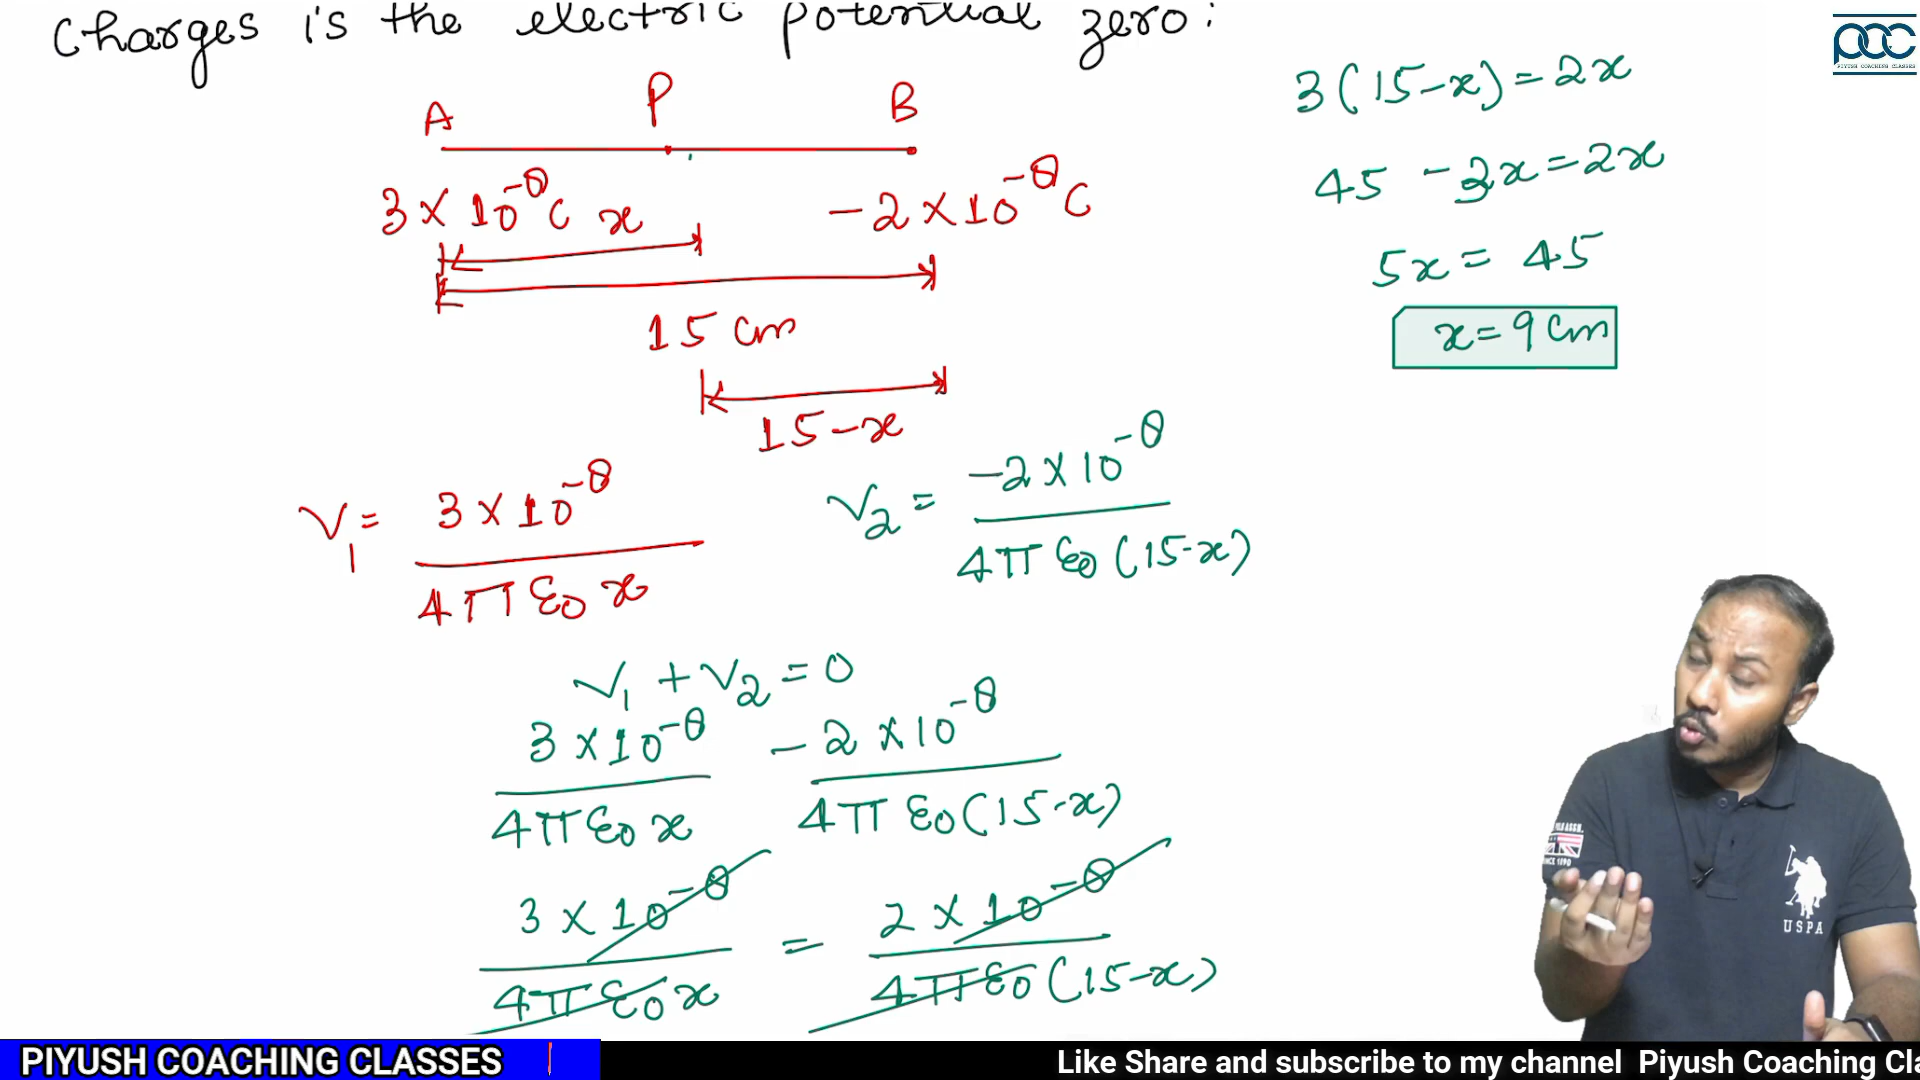 charges is the electric potential zero?
A P B
3 × 10⁻⁸ C x
-2 × 10⁻⁸ C
15 cm
15-x
V₁ = 3 × 10⁻⁸ / 4π ε₀ x
V₂ = -2 × 10⁻⁸ / 4π ε₀ (15-x)
V₁ + V₂ = 0
3 × 10⁻⁸ / 4π ε₀ x - 2 × 10⁻⁸ / 4π ε₀ (15-x)
3 × 10⁻⁸ / 4π ε₀ x = 2 × 10⁻⁸ / 4π ε₀ (15-x)
3(15-x) = 2x
45 - 3x = 2x
5x = 45
x = 9 cm
PCC
PIYUSH COACHING CLASSES
USPA
PIYUSH COACHING CLASSES
Like Share and subscribe to my channel Piyush Coaching Cla